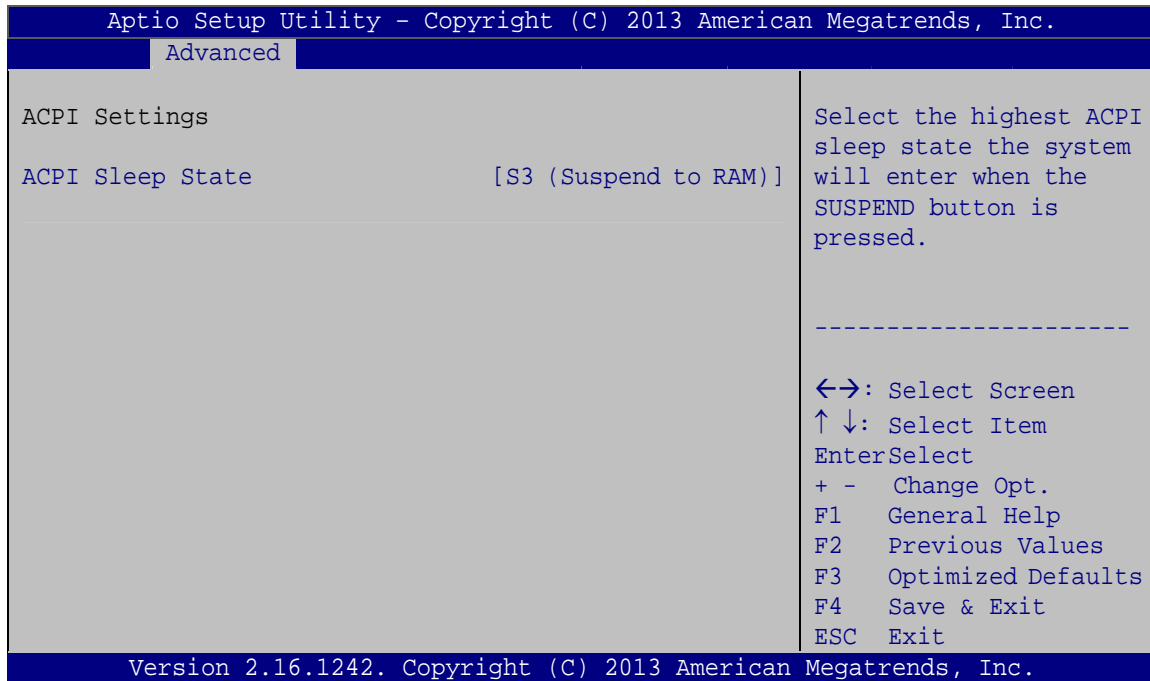 Aptio Setup Utility – Copyright (C) 2013 American Megatrends, Inc.
Advanced
ACPI Settings
ACPI Sleep State [S3 (Suspend to RAM)]
Select the highest ACPI
sleep state the system
will enter when the
SUSPEND button is
pressed.
----------------------
←→: Select Screen
↑ ↓: Select Item
EnterSelect
+ - Change Opt.
F1 General Help
F2 Previous Values
F3 Optimized Defaults
F4 Save & Exit
ESC Exit
Version 2.16.1242. Copyright (C) 2013 American Megatrends, Inc.